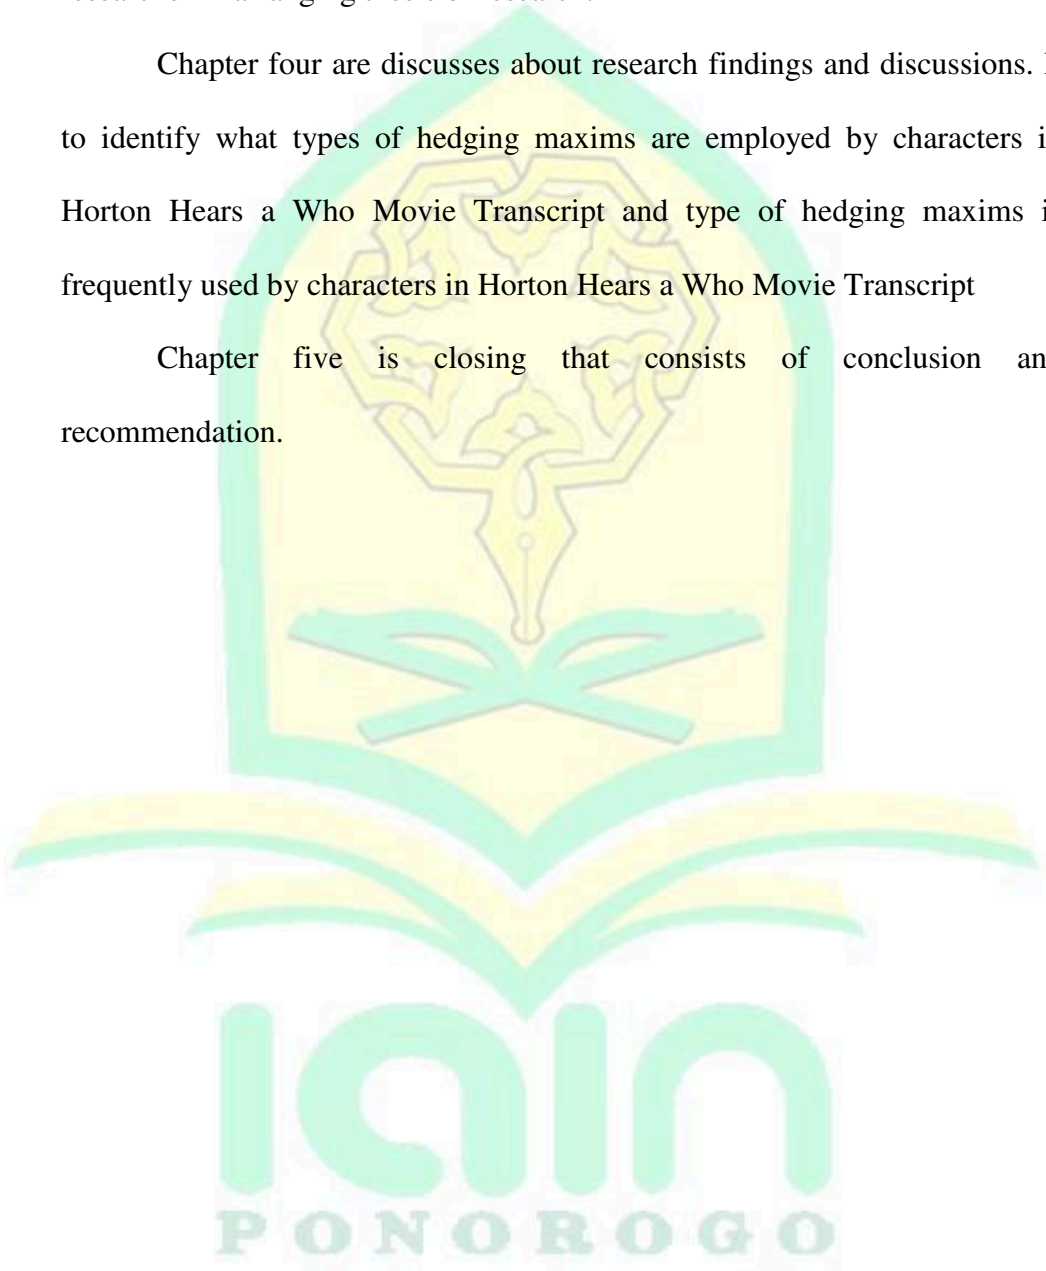 Chapter four are discusses about research findings and discussions.
to identify what types of hedging maxims are employed by characters
Horton Hears a Who Movie Transcript and type of hedging maxims
frequently used by characters in Horton Hears a Who Movie Transcript
Chapter five is closing that consists of conclusion an
recommendation.
IAIN
PONOROGO